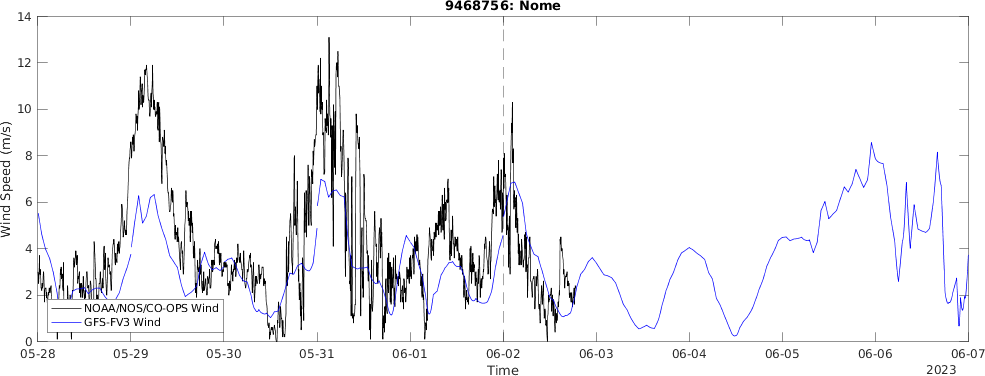 9468756: Nome
14
12
10
8
6
4
2
0
Wind Speed (m/s)
NOAA/NOS/CO-OPS Wind
GFS-FV3 Wind
05-28 05-29 05-30 05-31 06-01 06-02 06-03 06-04 06-05 06-06 06-07
Time
2023